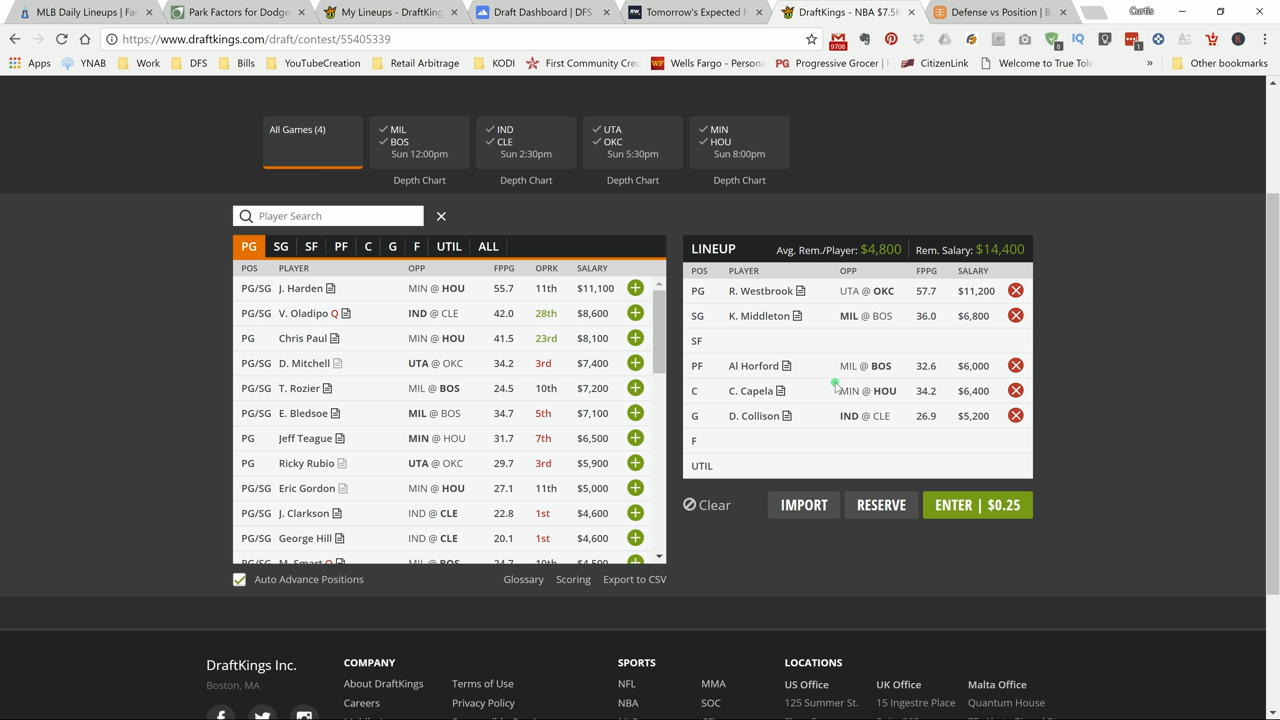 MLB Daily Lineups | Fan
Park Factors for Dodge
My Lineups - DraftKing
Draft Dashboard | DFS
Tomorrow's Expected N
DraftKings - NBA $7.5K
Defense vs Position | B
Curtis
https://www.draftkings.com/draft/contest/55405339
9708
8
1
K
Apps YNAB Work DFS Bills YouTubeCreation Retail Arbitrage KODI First Community Cre Wells Fargo - Persona PG Progressive Grocer | CitizenLink Welcome to True Tole » Other bookmarks
All Games (4)
MIL
BOS
Sun 12:00pm
IND
CLE
Sun 2:30pm
UTA
OKC
Sun 5:30pm
MIN
HOU
Sun 8:00pm
Depth Chart Depth Chart Depth Chart Depth Chart
Player Search
PG SG SF PF C G F UTIL ALL
POS PLAYER OPP FPPG OPRK SALARY
PG/SG J. Harden MIN @ HOU 55.7 11th $11,100
PG/SG V. Oladipo Q IND @ CLE 42.0 28th $8,600
PG Chris Paul MIN @ HOU 41.5 23rd $8,100
PG/SG D. Mitchell UTA @ OKC 34.2 3rd $7,400
PG/SG T. Rozier MIL @ BOS 24.5 10th $7,200
PG/SG E. Bledsoe MIL @ BOS 34.7 5th $7,100
PG Jeff Teague MIN @ HOU 31.7 7th $6,500
PG Ricky Rubio UTA @ OKC 29.7 3rd $5,900
PG/SG Eric Gordon MIN @ HOU 27.1 11th $5,000
PG/SG J. Clarkson IND @ CLE 22.8 1st $4,600
PG/SG George Hill IND @ CLE 20.1 1st $4,600
PG/SG M. Smart Q MIL @ BOS 24.7 10th $4,500
Auto Advance Positions Glossary Scoring Export to CSV
LINEUP Avg. Rem./Player: $4,800 Rem. Salary: $14,400
POS PLAYER OPP FPPG SALARY
PG R. Westbrook UTA @ OKC 57.7 $11,200
SG K. Middleton MIL @ BOS 36.0 $6,800
SF
PF Al Horford MIL @ BOS 32.6 $6,000
C C. Capela MIN @ HOU 34.2 $6,400
G D. Collison IND @ CLE 26.9 $5,200
F
UTIL
Clear IMPORT RESERVE ENTER | $0.25
DraftKings Inc.
Boston, MA
COMPANY
About DraftKings Terms of Use
Careers Privacy Policy
SPORTS
NFL MMA
NBA SOC
LOCATIONS
US Office UK Office Malta Office
125 Summer St. 15 Ingestre Place Quantum House